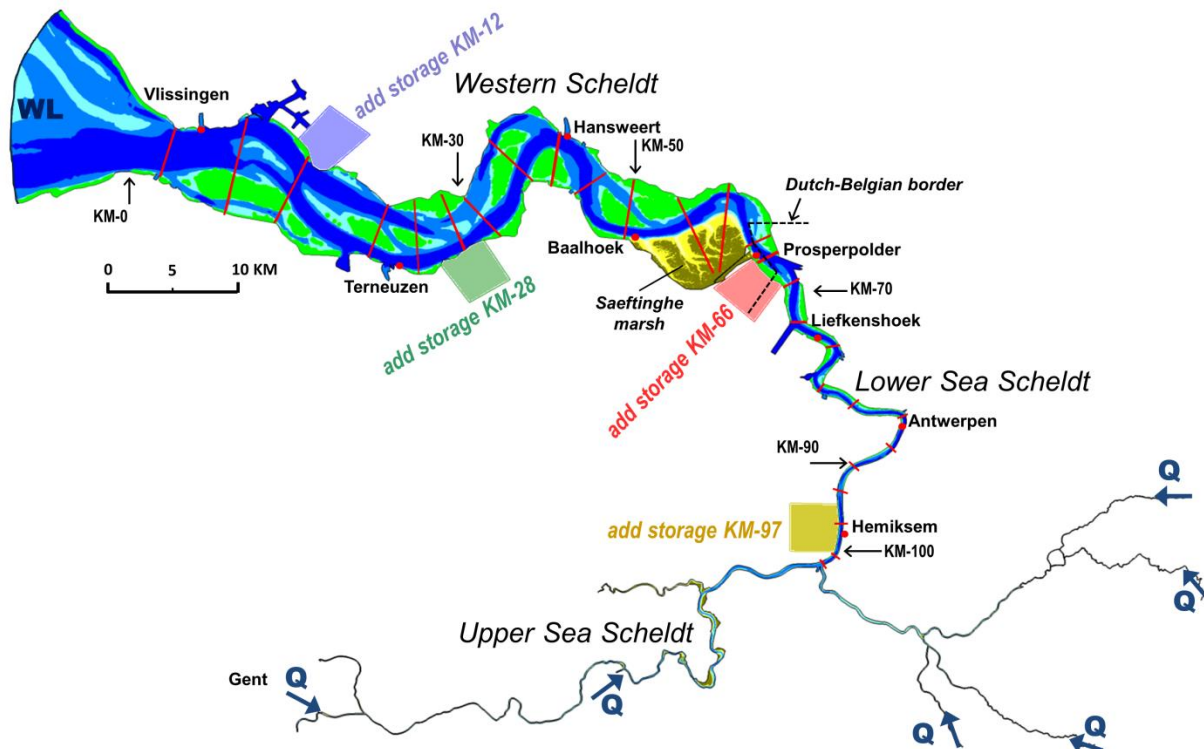 WL
Vlissingen
add storage KM-12
Western Scheldt
Hansweert
KM-30
KM-50
KM-0
Dutch-Belgian border
Baalhoek
Prosperpolder
0 5 10 KM
Terneuzen
add storage KM-28
Saeftinghe
marsh
KM-70
Liefkenshoek
add storage KM-66
Lower Sea Scheldt
Antwerpen
KM-90
Q
add storage KM-97
Hemiksem
KM-100
Q
Q
Upper Sea Scheldt
Gent
Q
Q
Q
Q